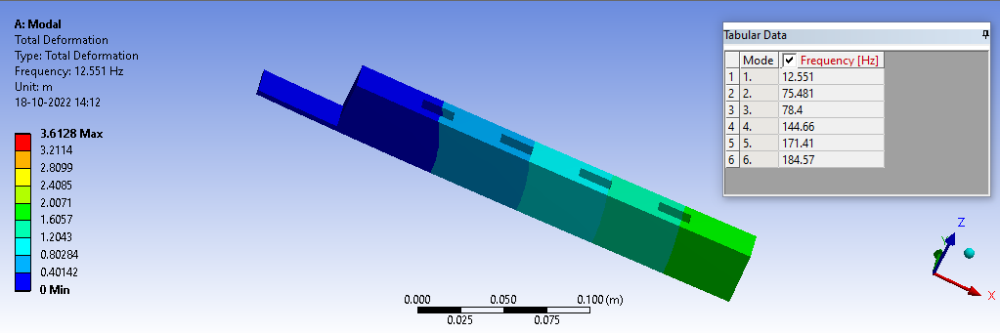 A: Modal
Total Deformation
Type: Total Deformation
Frequency: 12.551 Hz
Unit: m
18-10-2022 14:12
3.6128 Max
3.2114
2.8099
2.4085
2.0071
1.6057
1.2043
0.80284
0.40142
0 Min
Tabular Data
Mode Frequency [Hz]
1 1. 12.551
2 2. 75.481
3 3. 78.4
4 4. 144.66
5 5. 171.41
6 6. 184.57
0.000 0.050 0.100 (m)
0.025 0.075
Z
Y
X